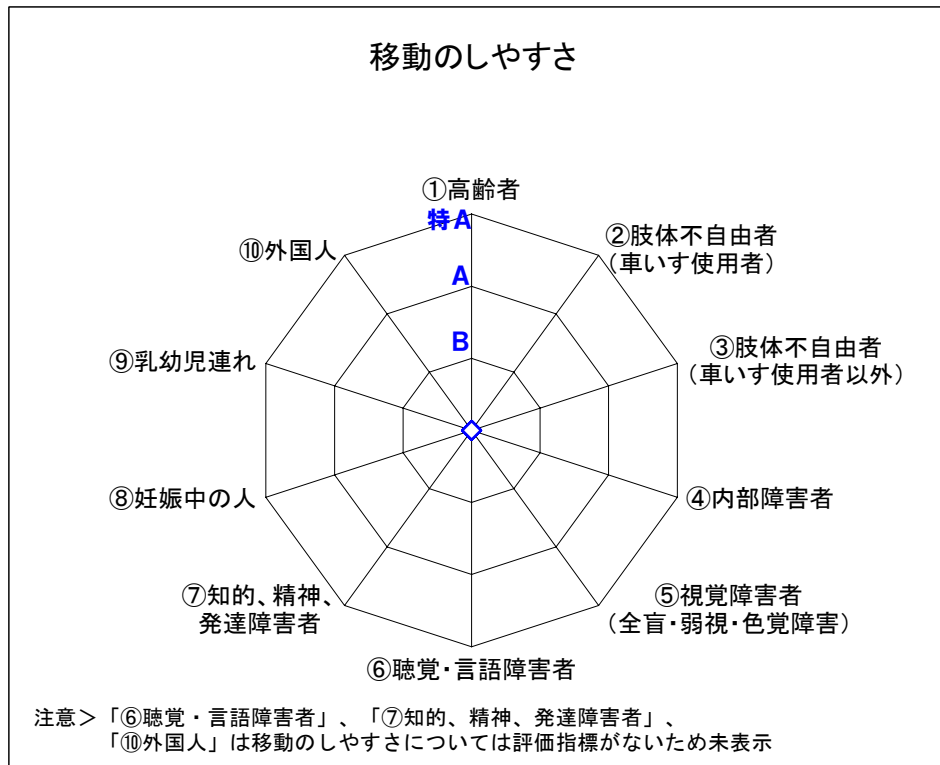 移動のしやすさ
①高齢者
特A
A
B
②肢体不自由者
（車いす使用者）
③肢体不自由者
（車いす使用者以外）
④内部障害者
⑤視覚障害者
（全盲・弱視・色覚障害）
⑥聴覚・言語障害者
⑦知的、精神、
発達障害者
⑧妊娠中の人
⑨乳幼児連れ
⑩外国人
注意＞「⑥聴覚・言語障害者」、「⑦知的、精神、発達障害者」、
「⑩外国人」は移動のしやすさについては評価指標がないため未表示